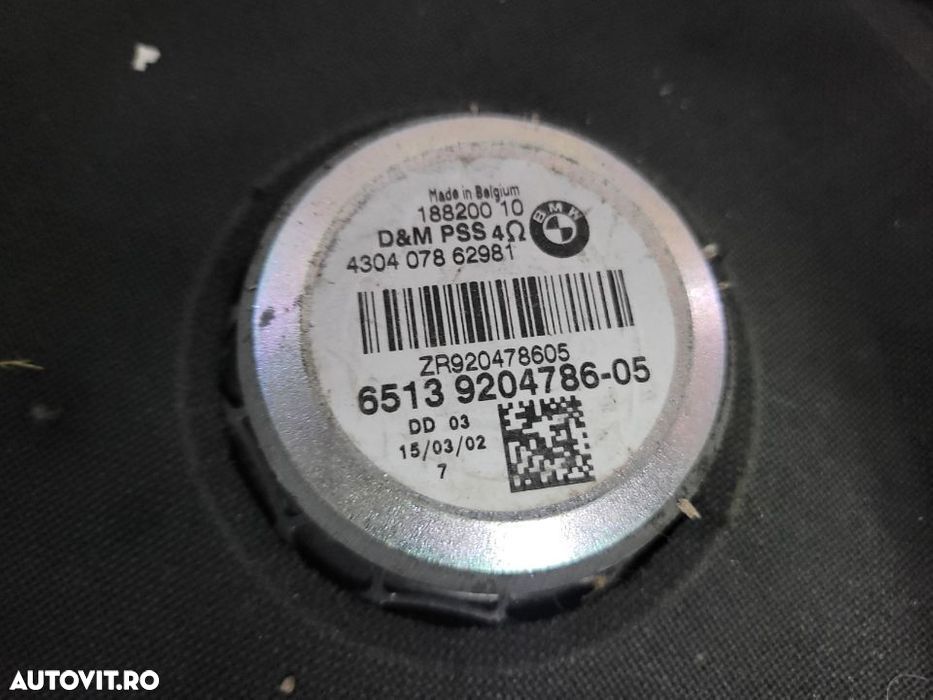 Made in Belgium
188200 10
D&M PSS 4Ω
BMW
4304 078 62981
ZR920478605
6513 9204786-05
DD 03
15/03/02
7
AUTOVIT.RO